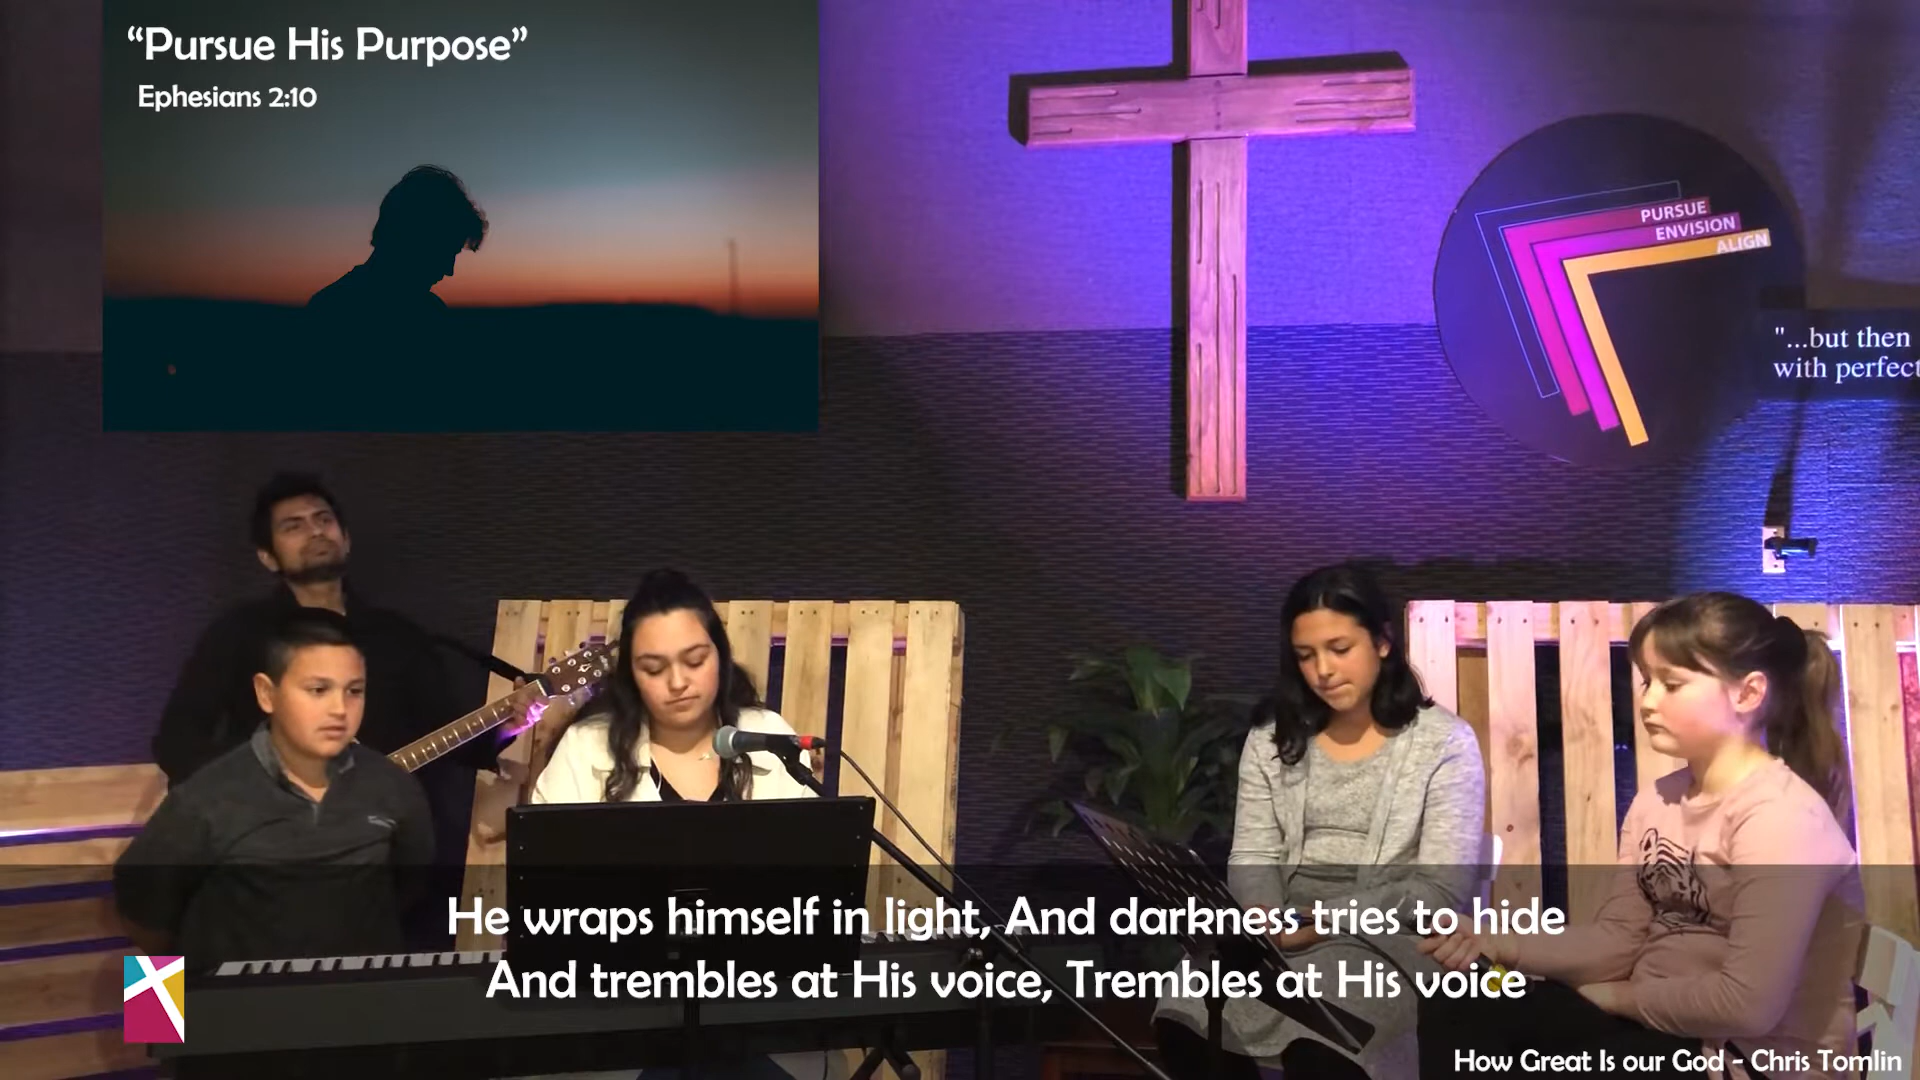 “Pursue His Purpose”
Ephesians 2:10
PURSUE
ENVISION
ALIGN
"...but then
with perfect
He wraps himself in light, And darkness tries to hide
And trembles at His voice, Trembles at His voice
How Great Is our God - Chris Tomlin